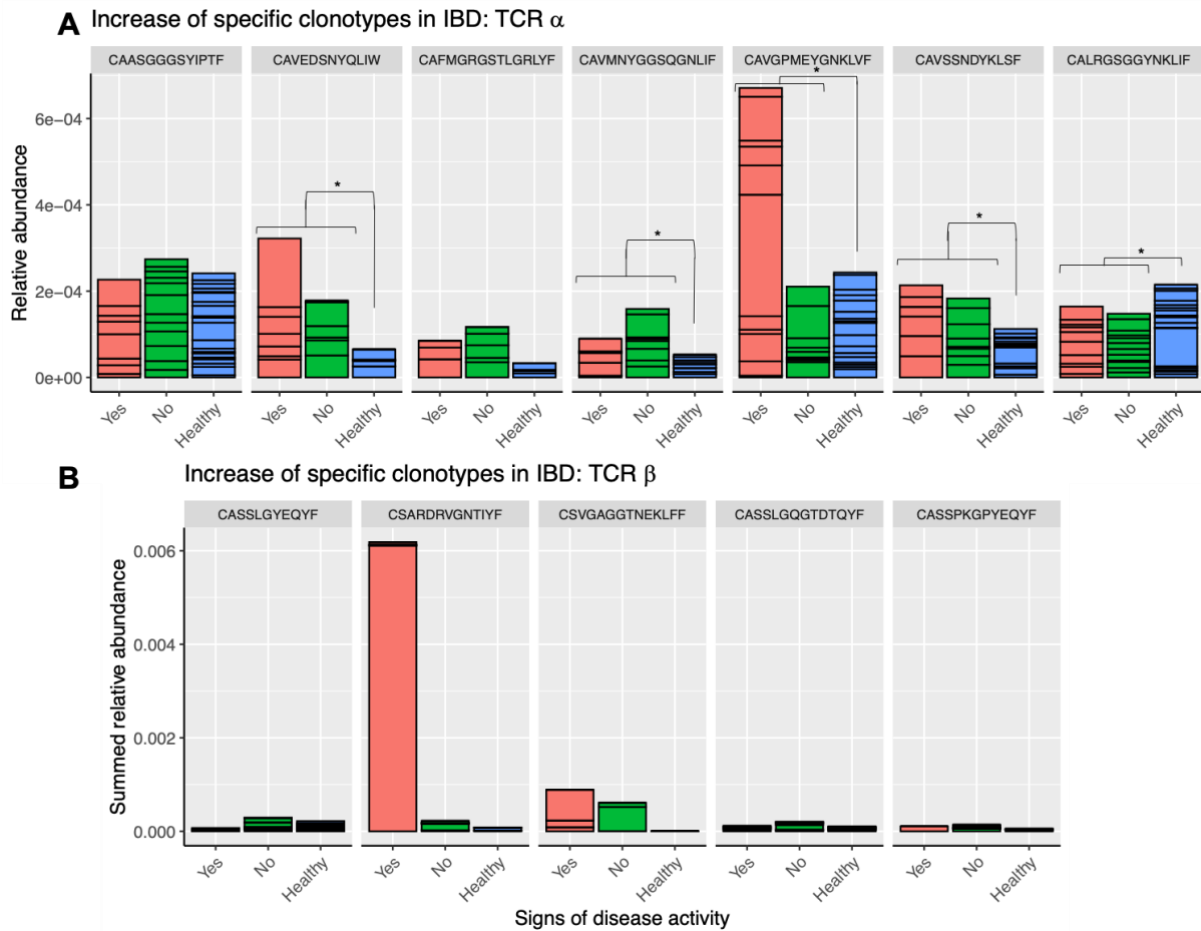 A Increase of specific clonotypes in IBD: TCR α
CAASGGGSYIPTF CAVEDSNYQLIW CAFMGRGSTLGRLYF CAVMNYGGSQGNLIF CAVGPMEYGNKLVF CAVSSNDYKLSF CALRGSGGYNKLIF
* * * * *
Relative abundance
6e−04
4e−04
2e−04
0e+00
Yes No Healthy Yes No Healthy Yes No Healthy Yes No Healthy Yes No Healthy Yes No Healthy Yes No Healthy
B Increase of specific clonotypes in IBD: TCR β
CASSLGYEQYF CSARDRVGNTIYF CSVGAGGTNEKLFF CASSLGQGTDTQYF CASSPKGPYEQYF
Summed relative abundance
0.006
0.004
0.002
0.000
Yes No Healthy Yes No Healthy Yes No Healthy Yes No Healthy Yes No Healthy
Signs of disease activity